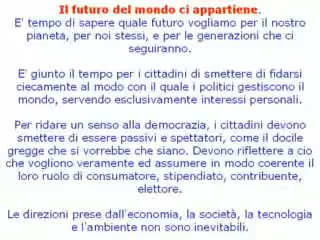 Il futuro del mondo ci appartiene.
E' tempo di sapere quale futuro vogliamo per il nostro
pianeta, per noi stessi, e per le generazioni che ci
seguiranno.
E' giunto il tempo per i cittadini di smettere di fidarsi
ciecamente al modo con il quale i politici gestiscono il
mondo, servendo esclusivamente interessi personali.
Per ridare un senso alla democrazia, i cittadini devono
smettere di essere passivi e spettatori, come il docile
gregge che si vorrebbe che siano. Devono riflettere a cio
che vogliono veramente ed assumere in modo coerente il
loro ruolo di consumatore, stipendiato, contribuente,
elettore.
Le direzioni prese dall'economia, la società, la tecnologia
e l'ambiente non sono inevitabili.